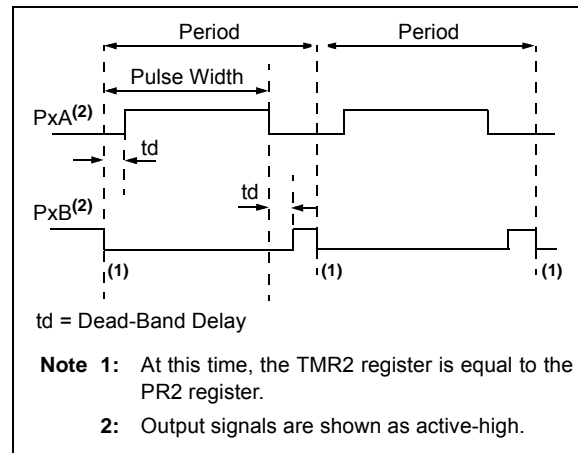 Period Period
Pulse Width
PxA(2)
td
td
PxB(2)
(1) (1) (1)
td = Dead-Band Delay
Note 1: At this time, the TMR2 register is equal to the
PR2 register.
2: Output signals are shown as active-high.